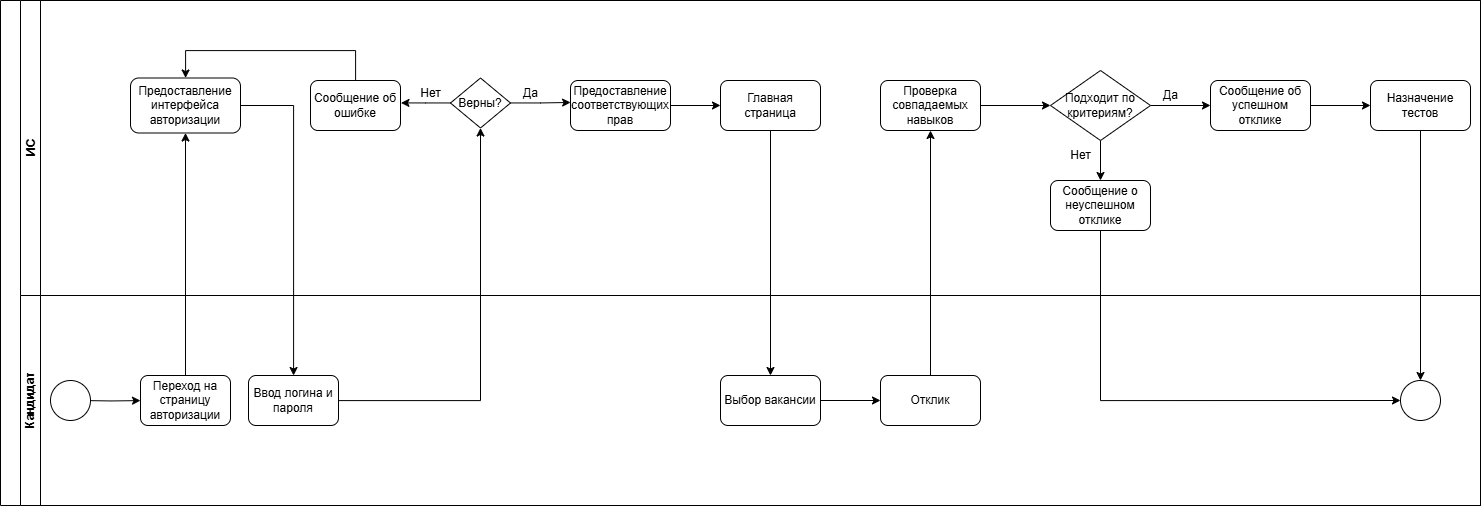 ИС
Предоставление
интерфейса
авторизации
Сообщение об
ошибке
Нет
Верны?
Да
Предоставление
соответствующих
прав
Главная
страница
Проверка
совпадаемых
навыков
Подходит по
критериям?
Да
Нет
Сообщение об
успешном
отклике
Назначение
тестов
Сообщение о
неуспешном
отклике
Кандидат
Переход на
страницу
авторизации
Ввод логина и
пароля
Выбор вакансии
Отклик